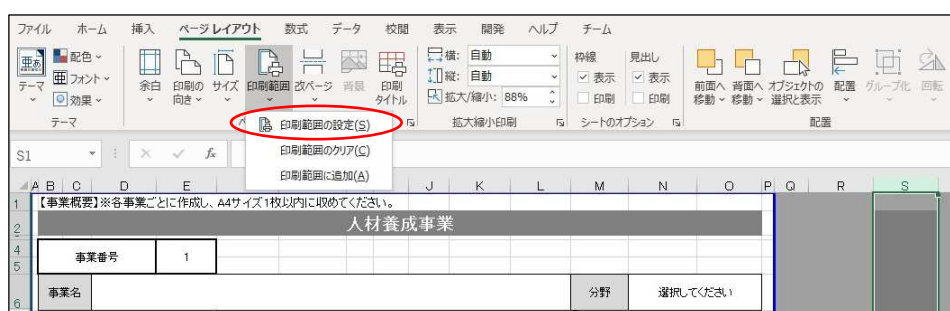 ファイル ホーム 挿入 ページ レイアウト 数式 データ 校閲 表示 開発 ヘルプ チーム
配色 横: 自動 枠線 見出し
亜 フォント 縦: 自動 表示 表示
テーマ 効果 余白 印刷の向き サイズ 印刷範囲 改ページ 背景 印刷タイトル 拡大/縮小: 88% 印刷 印刷 前面へ移動 背面へ移動 オブジェクトの選択と表示 配置 グループ化 回転
テーマ 拡大縮小印刷 シートのオプション 配置
印刷範囲の設定(S)
印刷範囲のクリア(C)
印刷範囲に追加(A)
S1 fx
A B C D E J K L M N O P Q R S
1 【事業概要】※各事業ごとに作成し、A4サイズ1枚以内に収めてください。
2 人材養成事業
4 事業番号 1
5
6 事業名 分野 選択してください